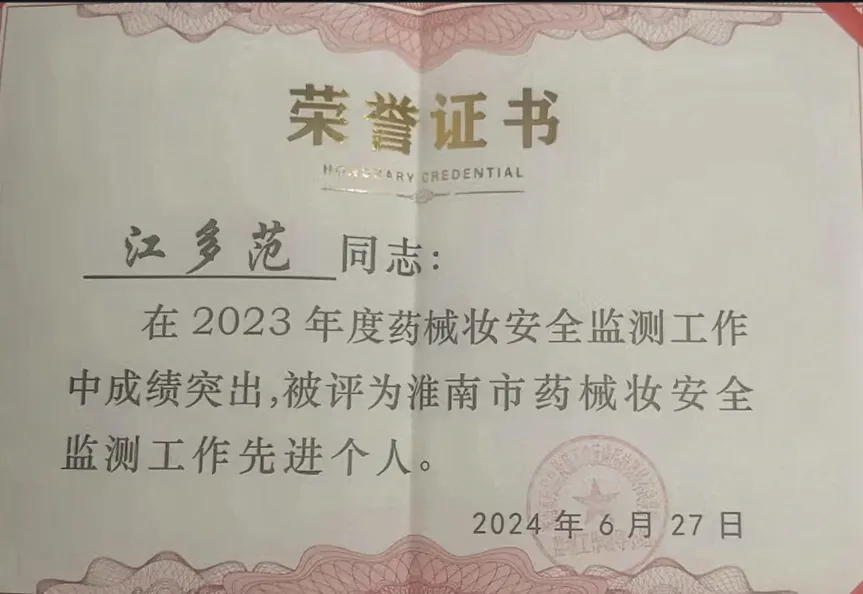 荣誉证书
HONORARY CREDENTIAL
江多范 同志：
在2023年度药械妆安全监测工作
中成绩突出,被评为淮南市药械妆安全
监测工作先进个人。
2024年6月27日